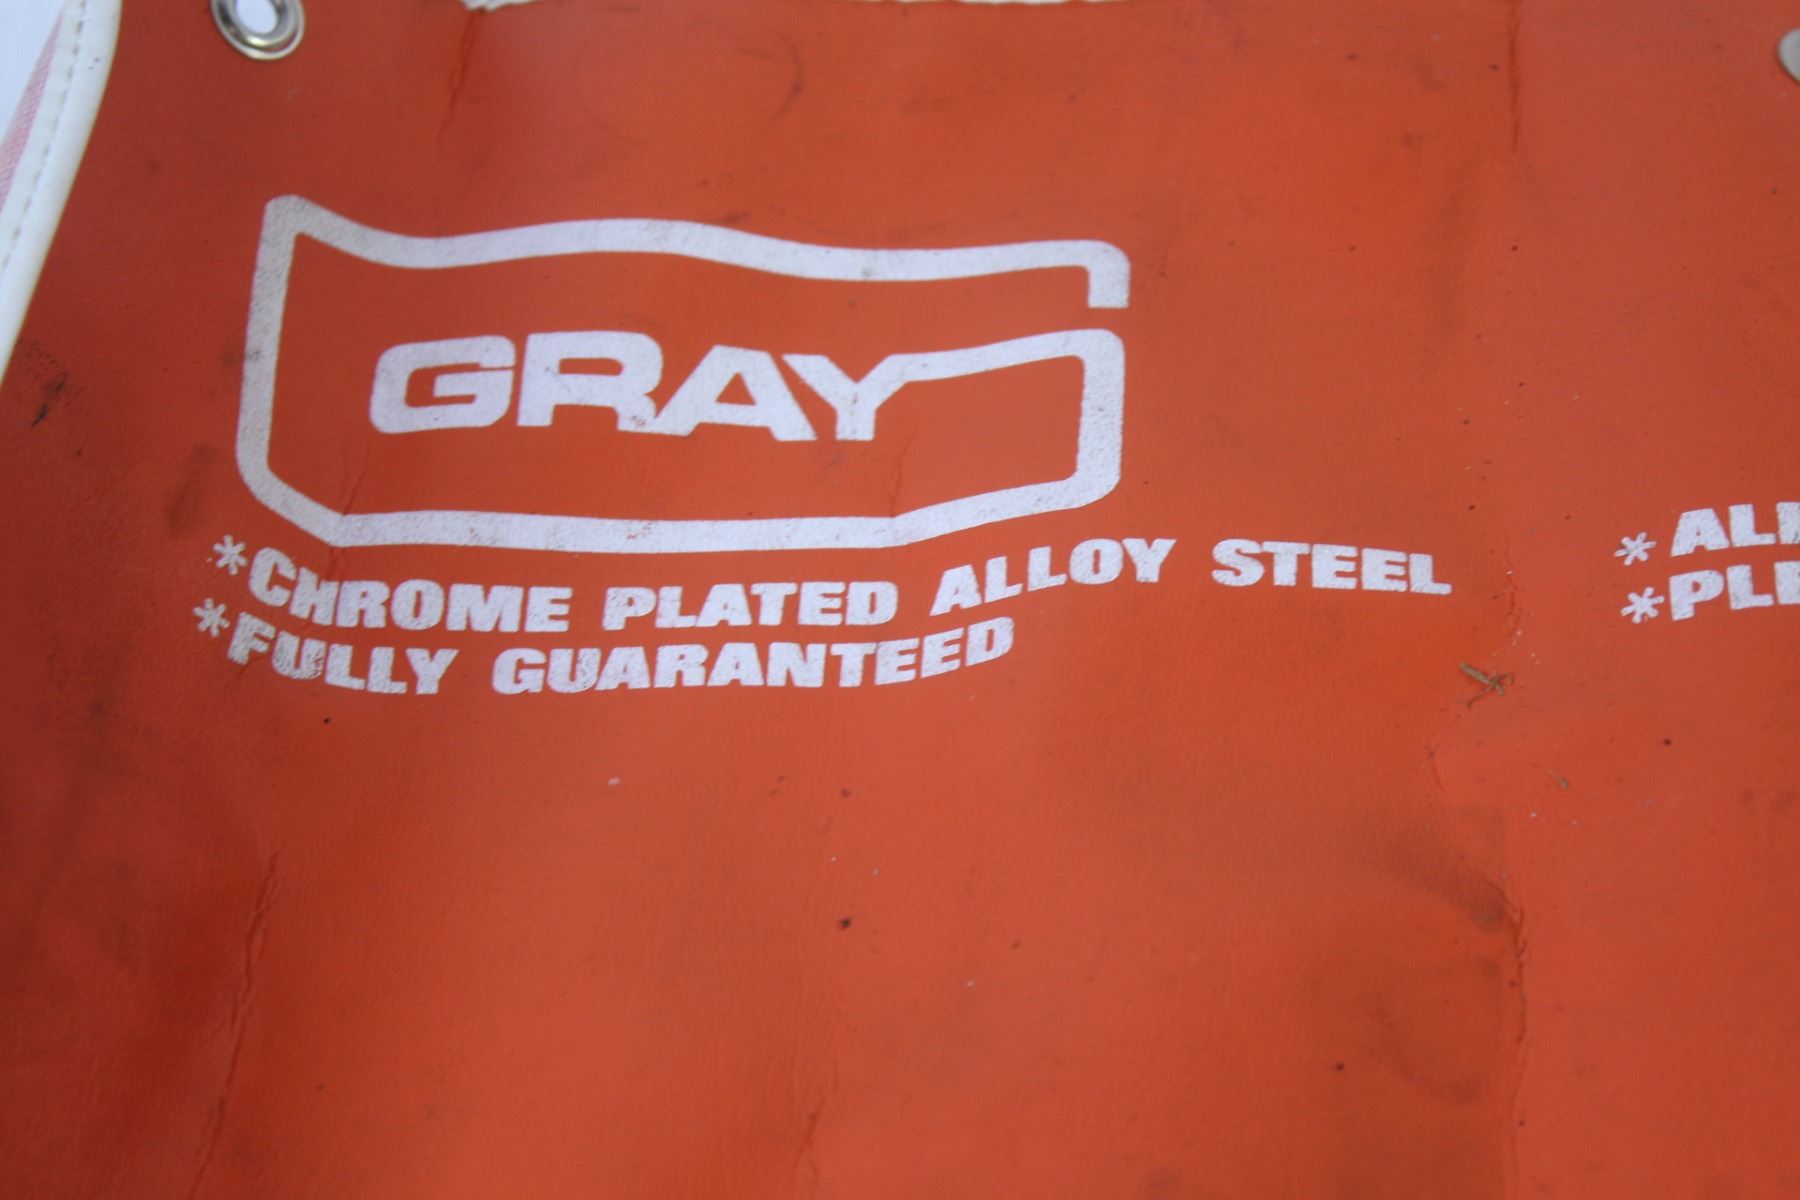 GRAY
*CHROME PLATED ALLOY STEEL
*FULLY GUARANTEED
*
*